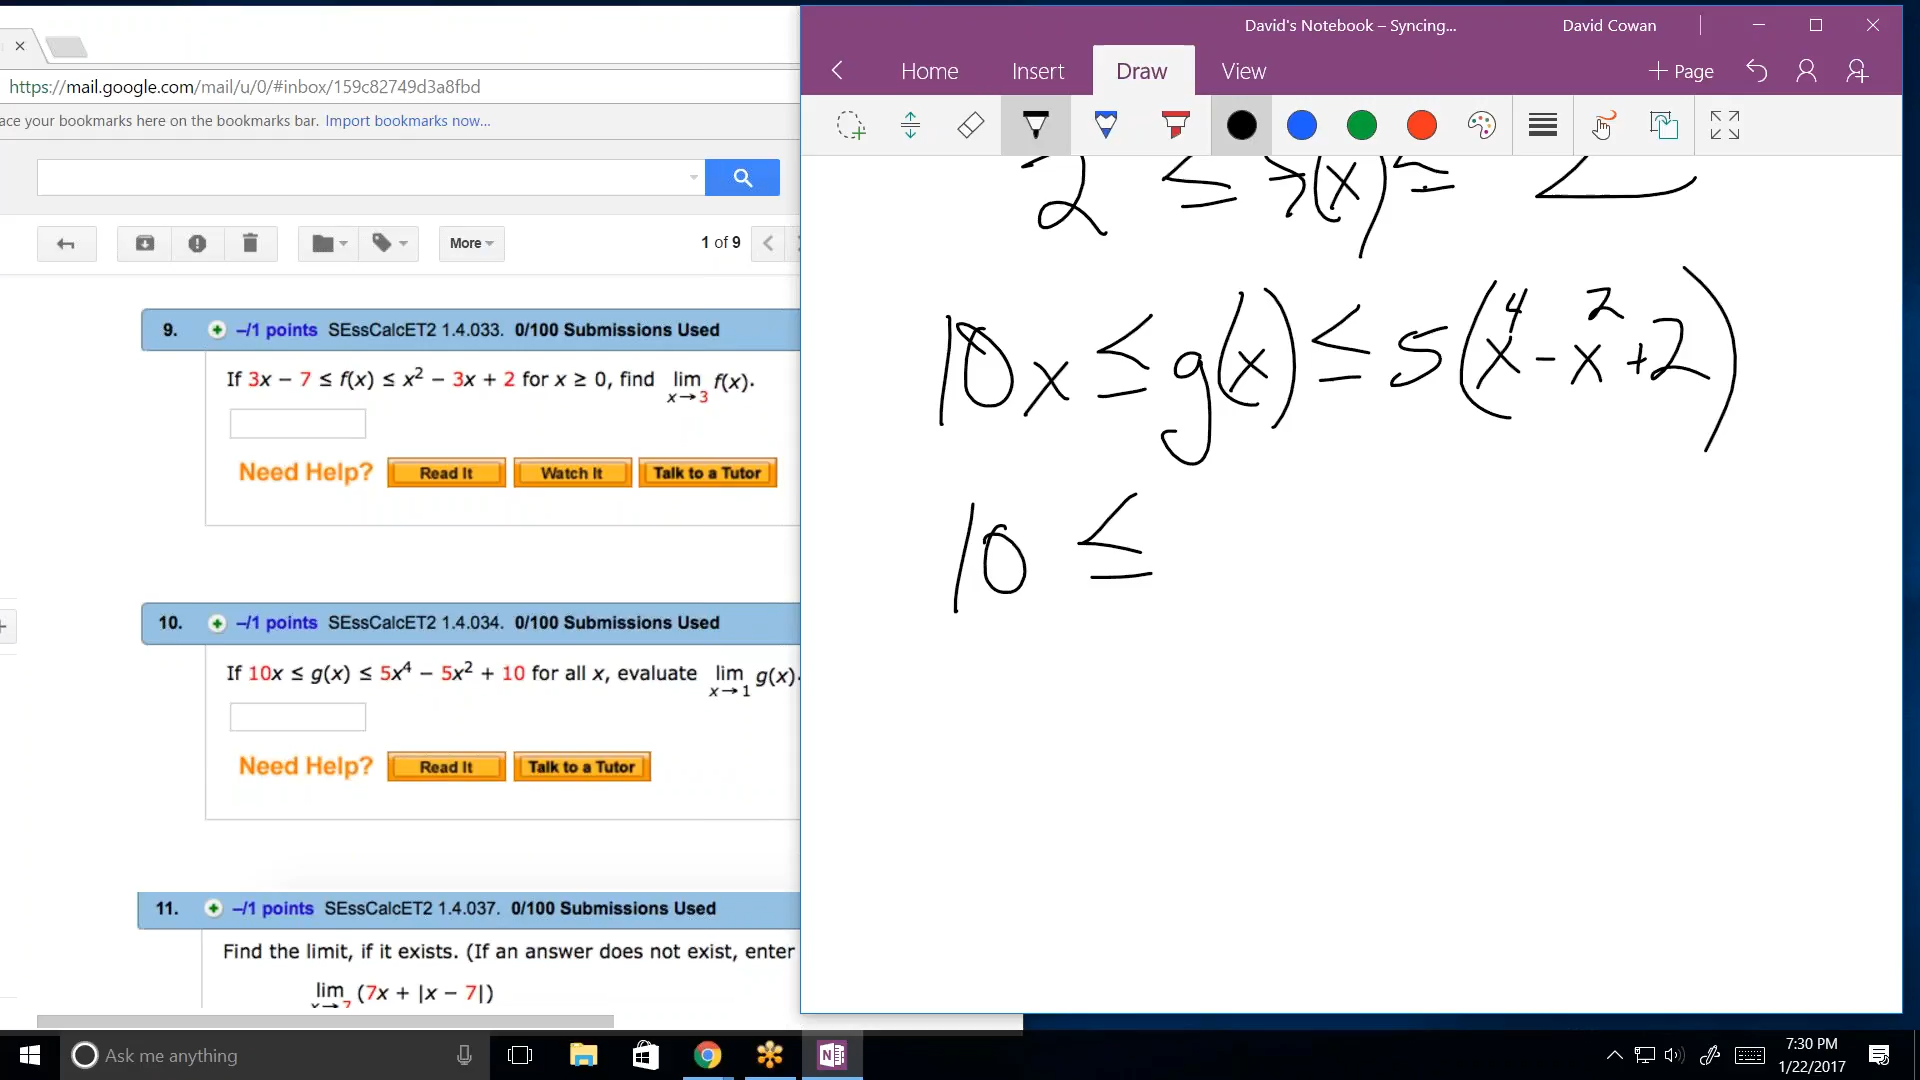 David's Notebook – Syncing...
David Cowan
https://mail.google.com/mail/u/0/#inbox/159c82749d3a8fbd
Home
Insert
Draw
View
Page
ace your bookmarks here on the bookmarks bar. Import bookmarks now...
More
1 of 9
9. –/1 points SEssCalcET2 1.4.033. 0/100 Submissions Used
If 3x − 7 ≤ f(x) ≤ x² − 3x + 2 for x ≥ 0, find lim x→3 f(x).
Need Help? Read It Watch It Talk to a Tutor
10. –/1 points SEssCalcET2 1.4.034. 0/100 Submissions Used
If 10x ≤ g(x) ≤ 5x⁴ − 5x² + 10 for all x, evaluate lim x→1 g(x).
Need Help? Read It Talk to a Tutor
11. –/1 points SEssCalcET2 1.4.037. 0/100 Submissions Used
Find the limit, if it exists. (If an answer does not exist, enter
lim x→7 (7x + |x − 7|)
10x ≤ g(x) ≤ 5(x⁴ − x² + 2)
10 ≤
Ask me anything
7:30 PM
1/22/2017